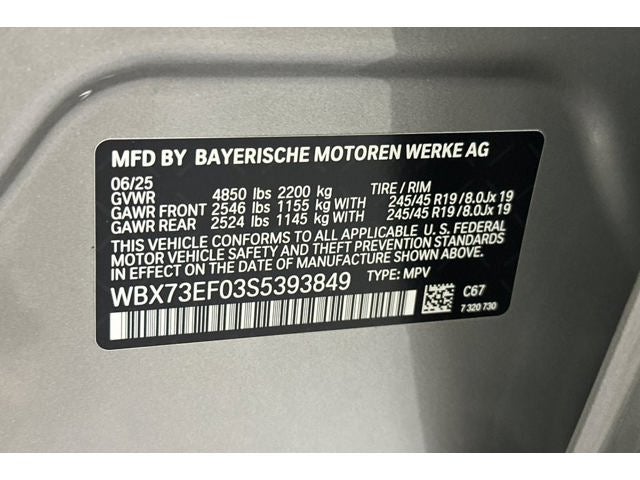 MFD BY BAYERISCHE MOTOREN WERKE AG
06/25
GVWR 4850 lbs 2200 kg TIRE / RIM
GAWR FRONT 2546 lbs 1155 kg WITH 245/45 R19 / 8.0Jx 19
GAWR REAR 2524 lbs 1145 kg WITH 245/45 R19 / 8.0Jx 19
THIS VEHICLE CONFORMS TO ALL APPLICABLE U. S. FEDERAL
MOTOR VEHICLE SAFETY AND THEFT PREVENTION STANDARDS
IN EFFECT ON THE DATE OF MANUFACTURE SHOWN ABOVE.
WBX73EF03S5393849 TYPE: MPV
C67
7 320 730